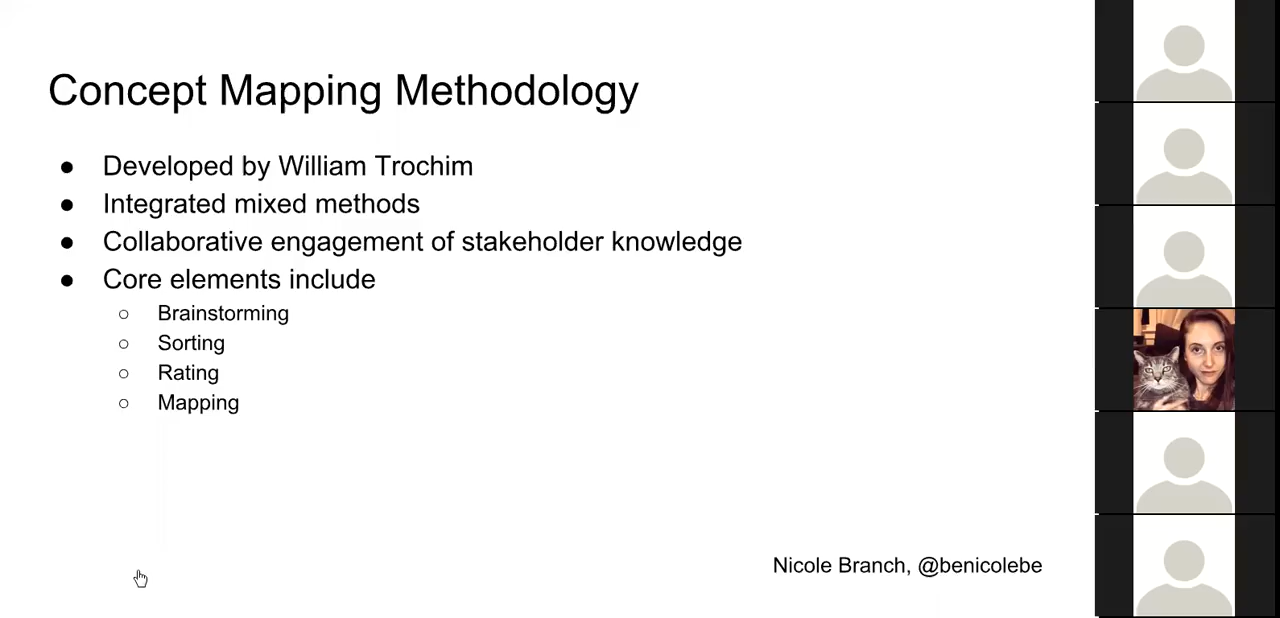 Concept Mapping Methodology
● Developed by William Trochim
● Integrated mixed methods
● Collaborative engagement of stakeholder knowledge
● Core elements include
○ Brainstorming
○ Sorting
○ Rating
○ Mapping
Nicole Branch, @benicolebe